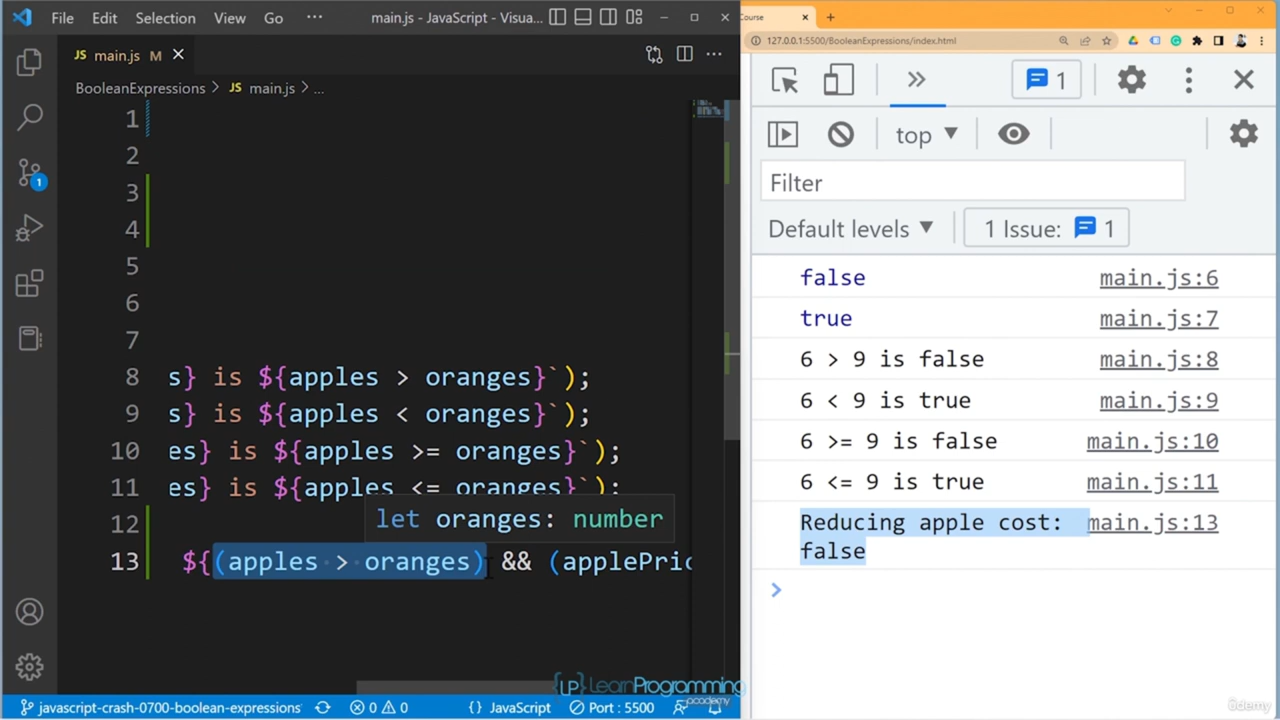 File Edit Selection View Go ··· main.js - JavaScript - Visua...
JS main.js M
BooleanExpressions > JS main.js > ...
1
2
3
4
5
6
7
8 s} is ${apples > oranges}`);
9 s} is ${apples < oranges}`);
10 es} is ${apples >= oranges}`);
11 es} is ${apples <= oranges}`);
12
let oranges: number
13 ${(apples > oranges) && (applePric
1
javascript-crash-0700-boolean-expressions* 0 0 {} JavaScript Port : 5500
{LP} LearnProgramming
academy
Course
127.0.0.1:5500/BooleanExpressions/index.html
1
top
Filter
Default levels 1 Issue: 1
false main.js:6
true main.js:7
6 > 9 is false main.js:8
6 < 9 is true main.js:9
6 >= 9 is false main.js:10
6 <= 9 is true main.js:11
Reducing apple cost: main.js:13
false
ûdemy